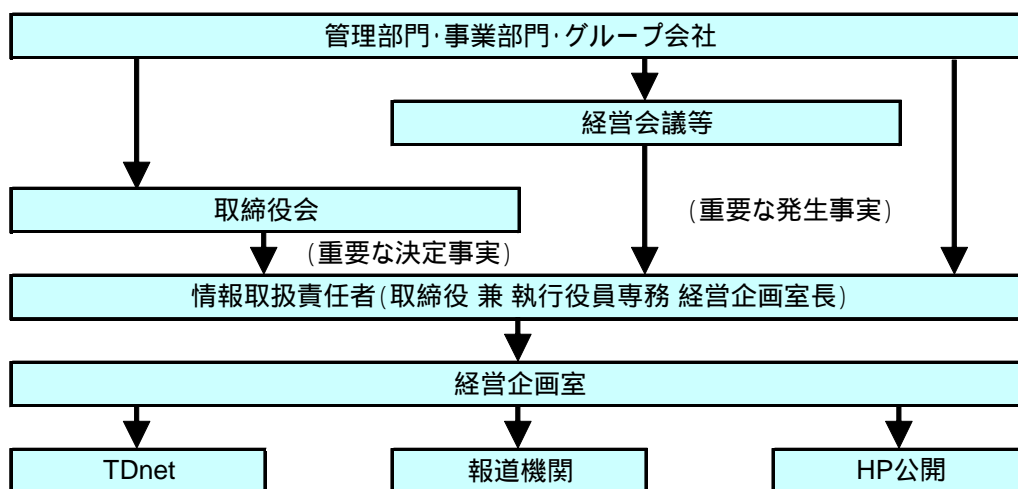 管理部門･事業部門･グループ会社
経営会議等
取締役会
(重要な発生事実)
(重要な決定事実)
情報取扱責任者(取締役 兼 執行役員専務 経営企画室長)
経営企画室
TDnet
報道機関
HP公開